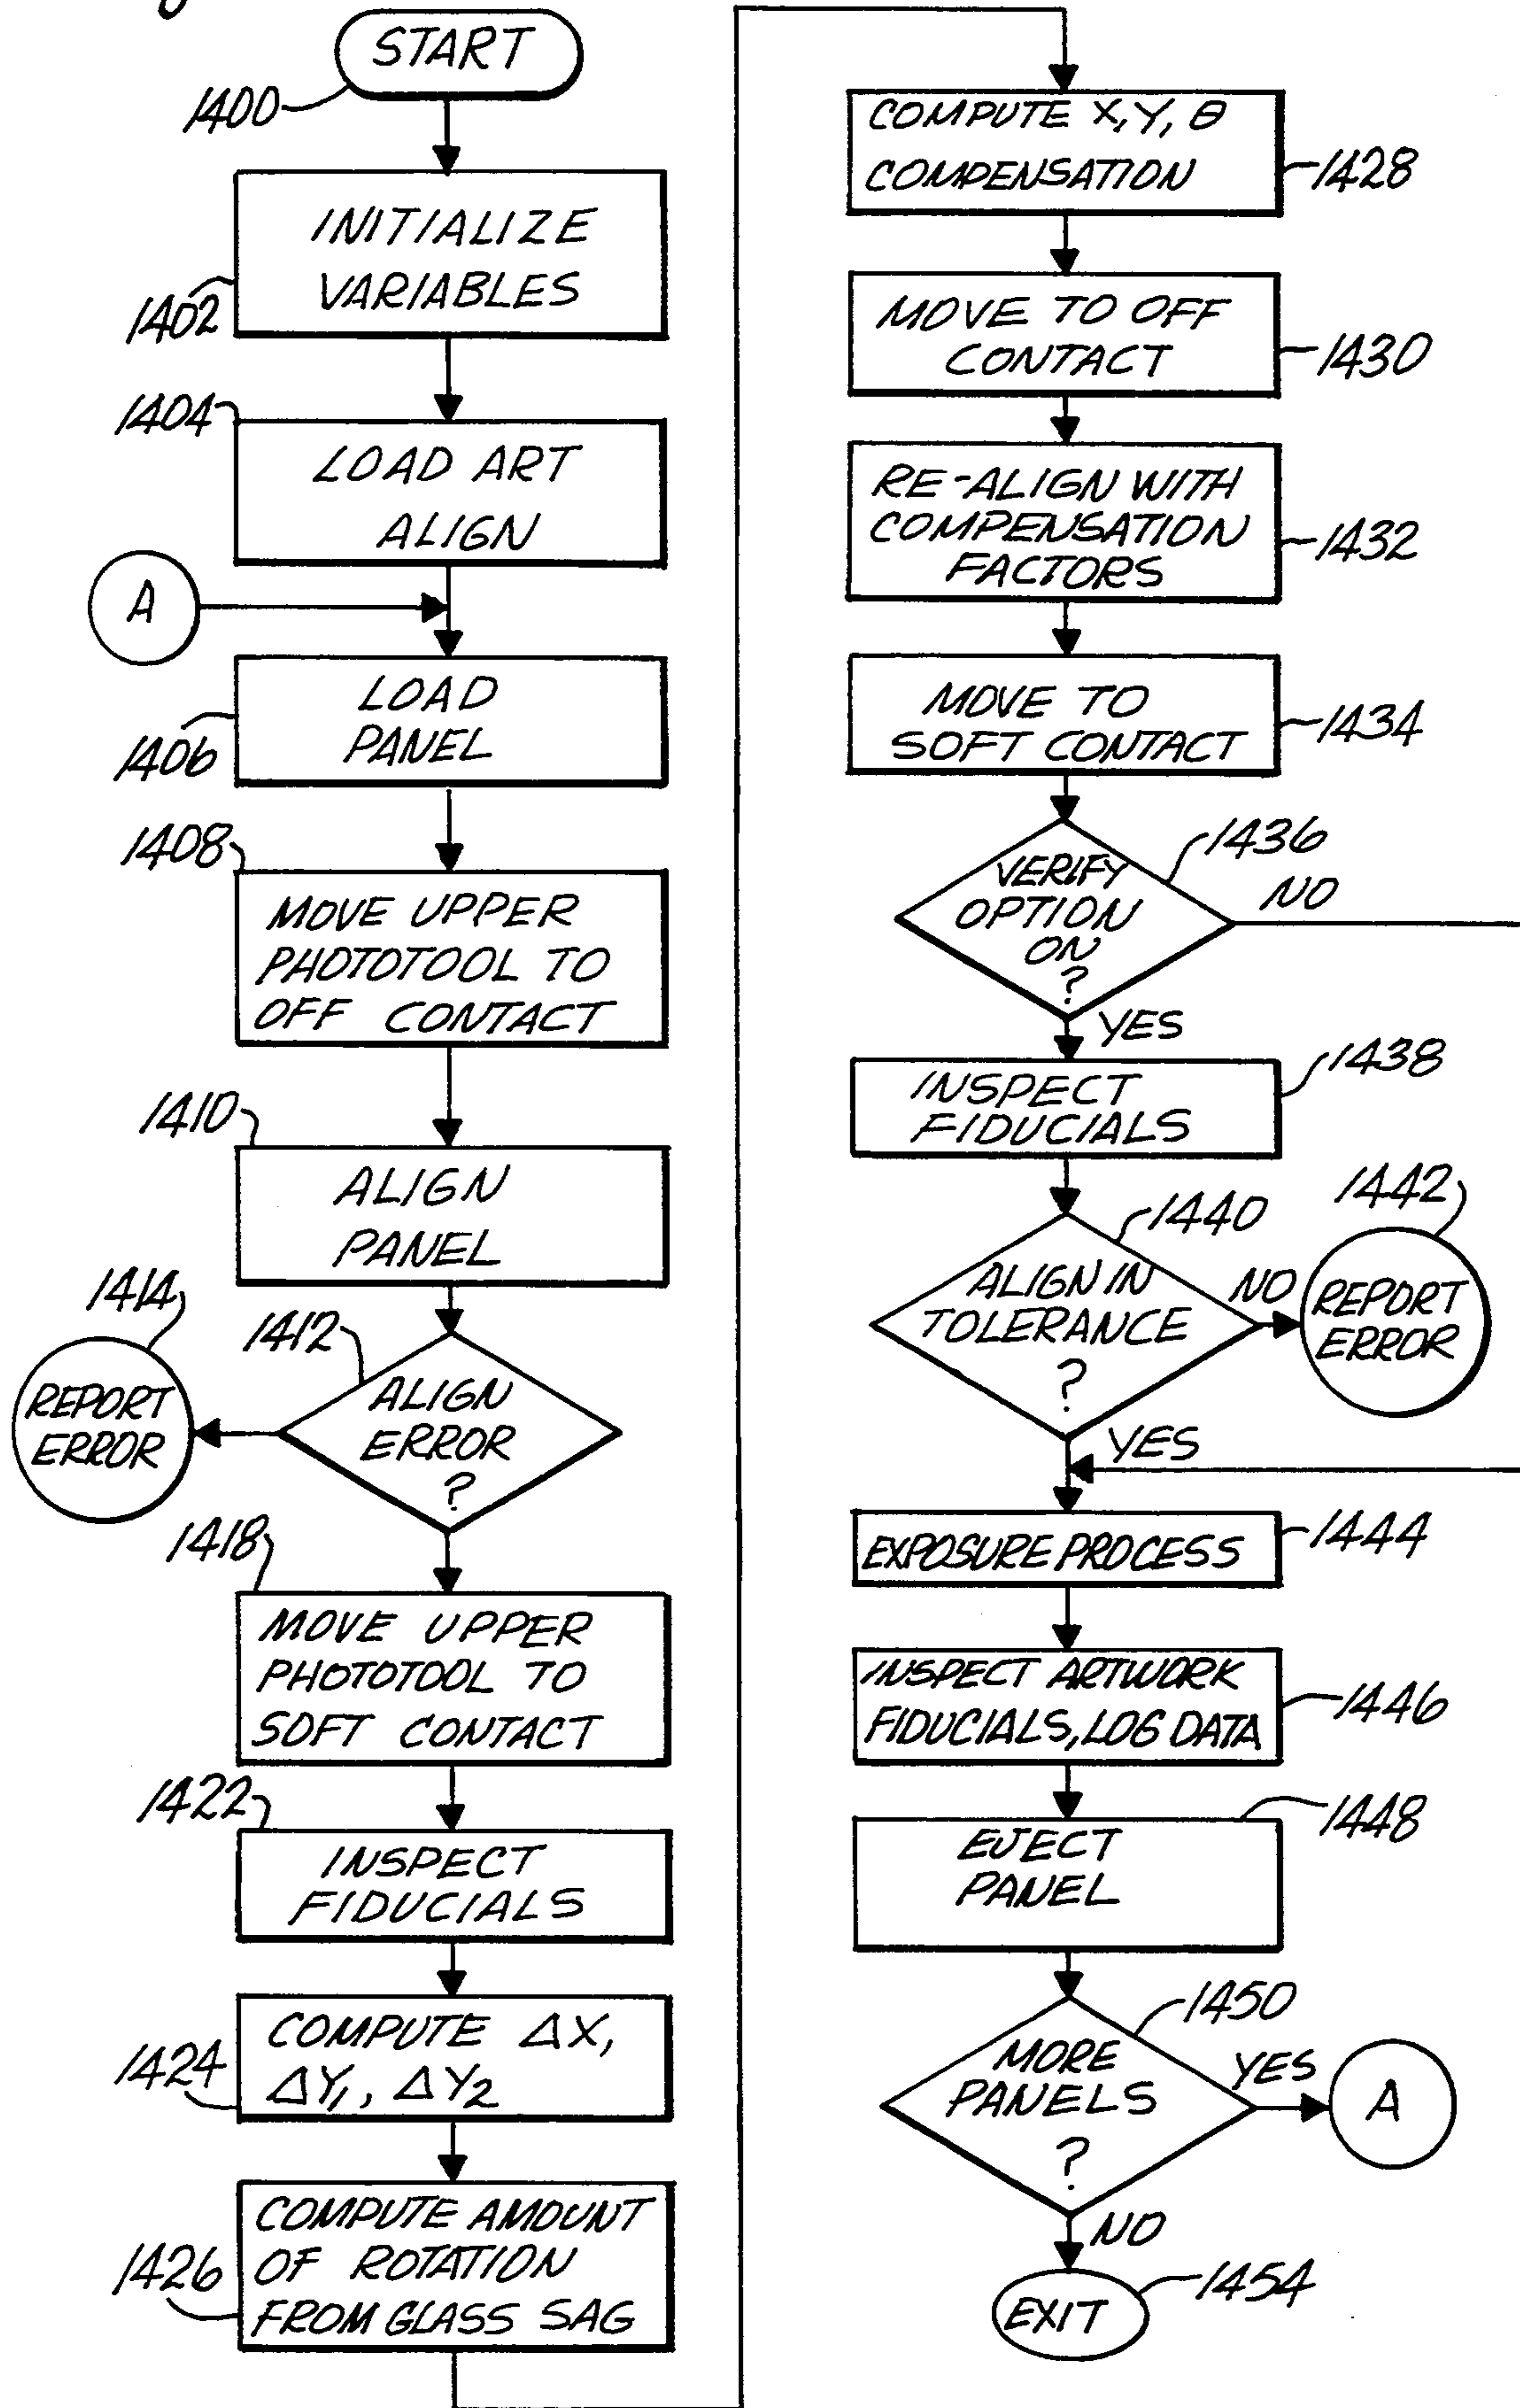 START
1400
INITIALIZE
VARIABLES
1402
1404
LOAD ART
ALIGN
A
LOAD
PANEL
1406
1408
MOVE UPPER
PHOTOTOOL TO
OFF CONTACT
1410
ALIGN
PANEL
1414
1412
REPORT
ERROR
ALIGN
ERROR
?
1418
MOVE UPPER
PHOTOTOOL TO
SOFT CONTACT
1422
INSPECT
FIDUCIALS
COMPUTE ΔX,
ΔY1, ΔY2
1424
COMPUTE AMOUNT
OF ROTATION
FROM GLASS SAG
1426
COMPUTE X, Y, θ
COMPENSATION
1428
MOVE TO OFF
CONTACT
1430
RE-ALIGN WITH
COMPENSATION
FACTORS
1432
MOVE TO
SOFT CONTACT
1434
1436
VERIFY
OPTION
ON
?
NO
YES
1438
INSPECT
FIDUCIALS
1440
1442
ALIGN IN
TOLERANCE
?
NO
REPORT
ERROR
YES
EXPOSURE PROCESS
1444
INSPECT ARTWORK
FIDUCIALS, LOG DATA
1446
1448
EJECT
PANEL
1450
MORE
PANELS
?
YES
A
NO
EXIT
1454